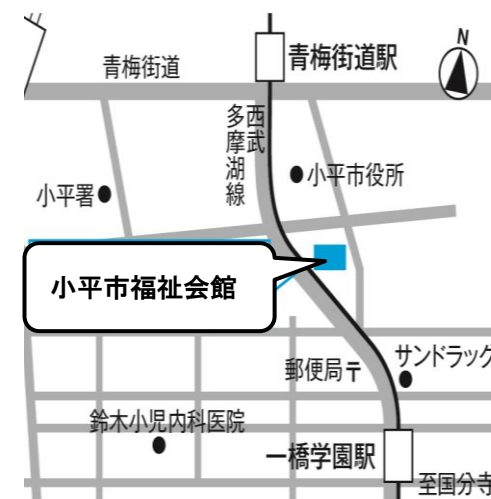 N
青梅街道
青梅街道駅
西武
多摩湖線
小平市役所
小平署
小平市福祉会館
サンドラッグ
郵便局〒
鈴木小児内科医院
一橋学園駅
至国分寺